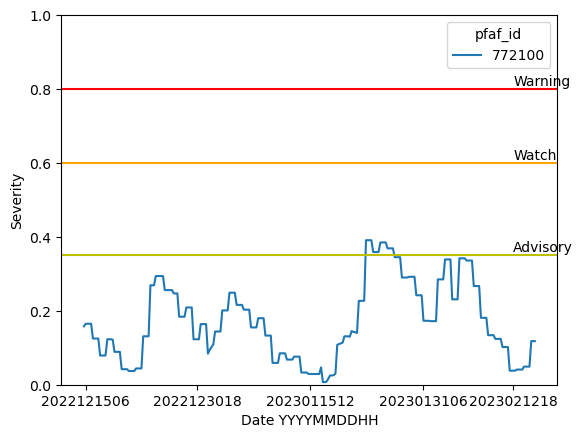 1.0
pfaf_id
772100
0.8
Warning
0.6
Watch
Severity
0.4
Advisory
0.2
0.0
2022121506 2022123018 2023011512 2023013106 2023021218
Date YYYYMMDDHH